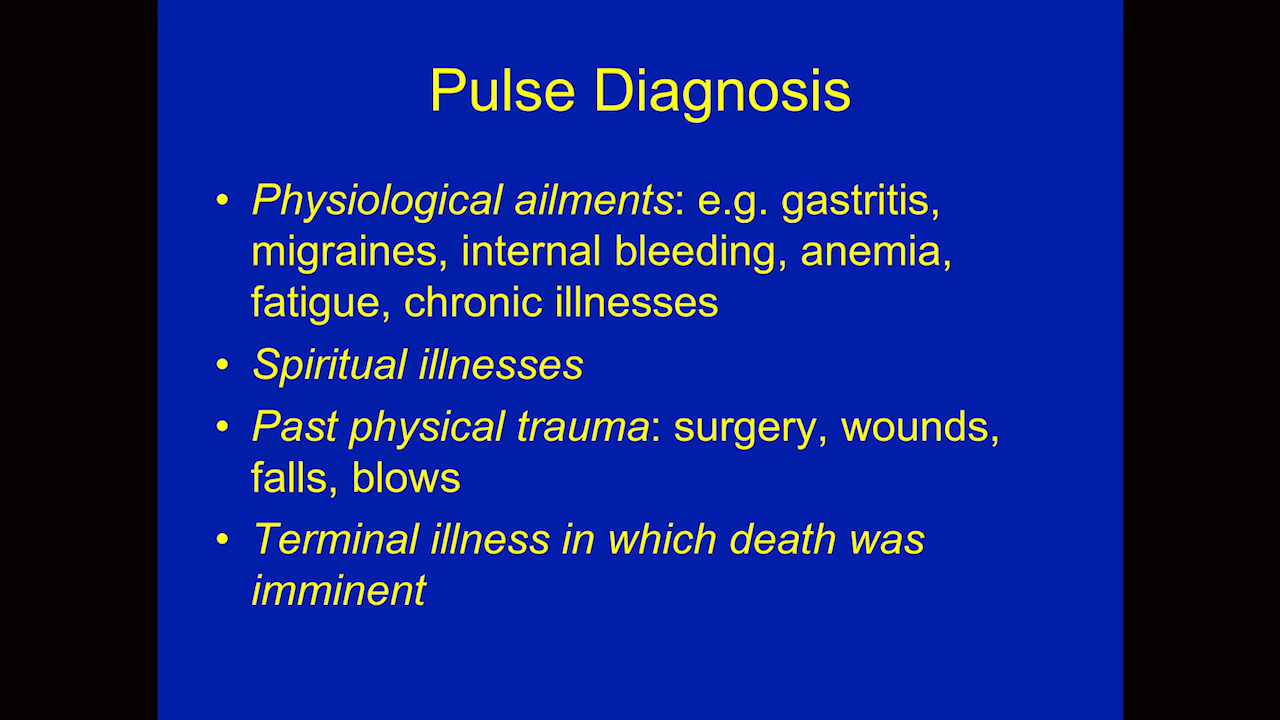 Pulse Diagnosis
• Physiological ailments: e.g. gastritis,
migraines, internal bleeding, anemia,
fatigue, chronic illnesses
• Spiritual illnesses
• Past physical trauma: surgery, wounds,
falls, blows
• Terminal illness in which death was
imminent